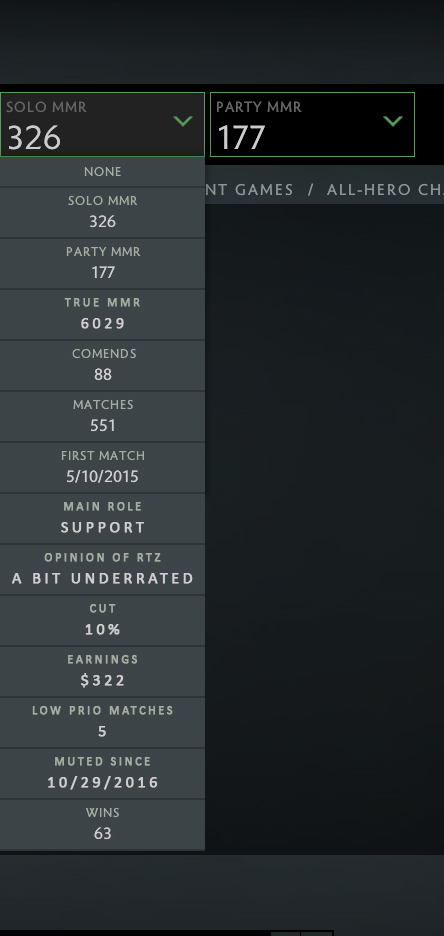 SOLO MMR
326
PARTY MMR
177
NONE
NT GAMES / ALL-HERO CH
SOLO MMR
326
PARTY MMR
177
TRUE MMR
6029
COMENDS
88
MATCHES
551
FIRST MATCH
5/10/2015
MAIN ROLE
SUPPORT
OPINION OF RTZ
A BIT UNDERRATED
CUT
10%
EARNINGS
$322
LOW PRIO MATCHES
5
MUTED SINCE
10/29/2016
WINS
63